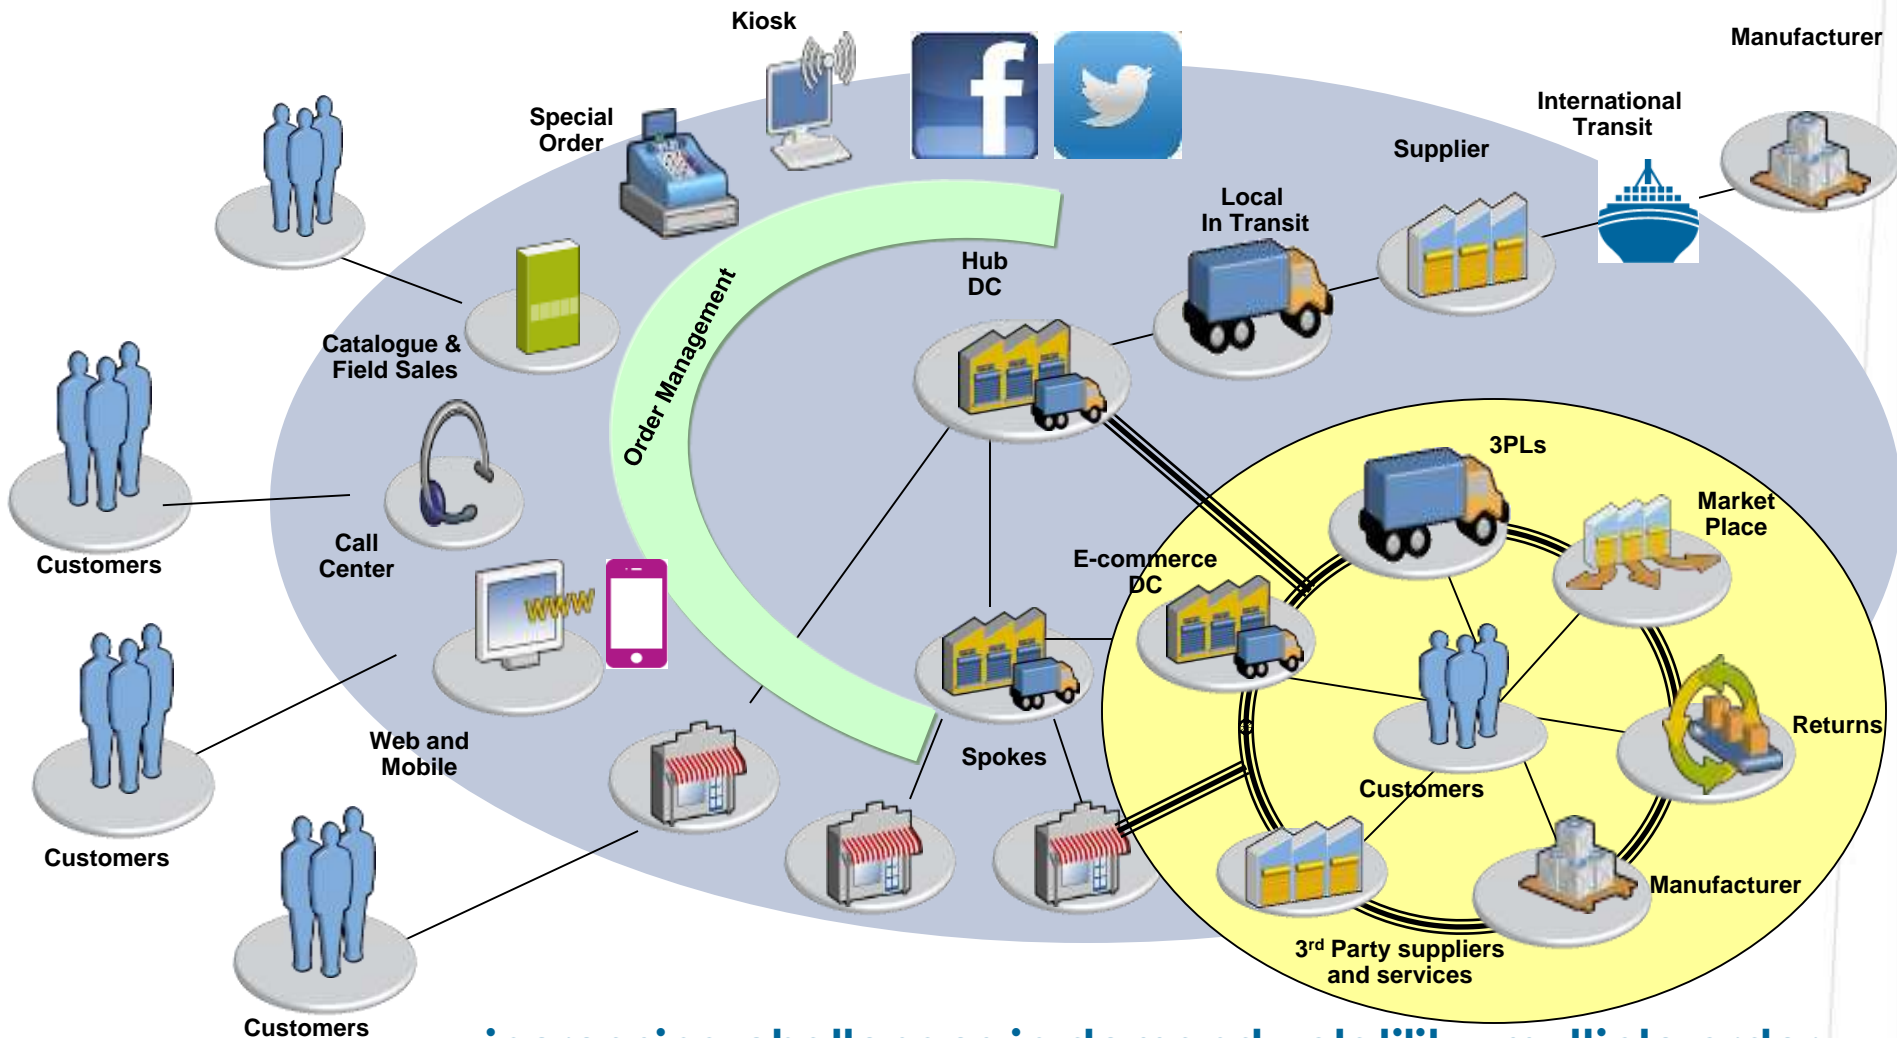 Kiosk
Manufacturer
International
Transit
Special
Order
Supplier
Local
In Transit
Hub
DC
Order Management
Catalogue &
Field Sales
3PLs
Market
Place
Call
Center
E-commerce
DC
www
Customers
Returns
Web and
Mobile
Spokes
Customers
Customers
Manufacturer
3rd Party suppliers
and services
Customers